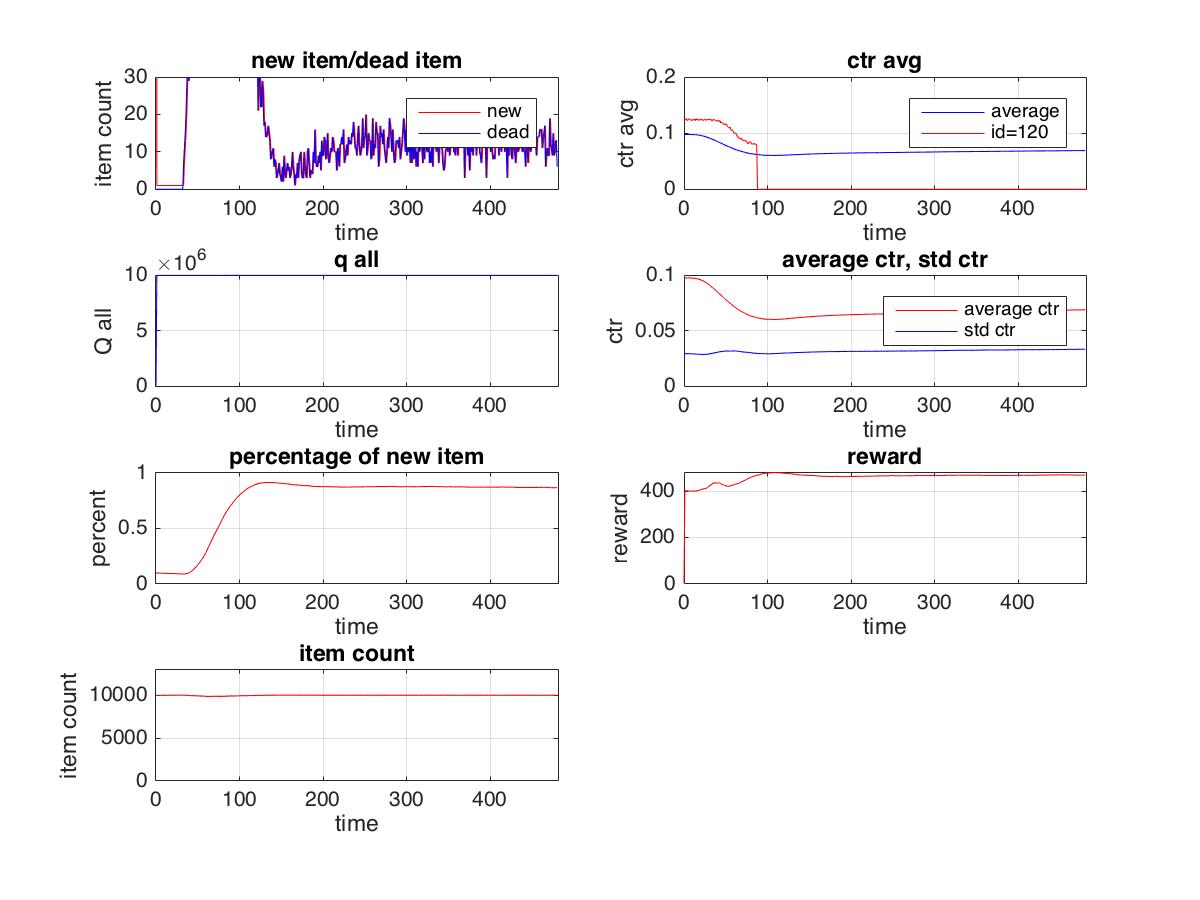 new item/dead item
item count
30
20
10
0
new
dead
0 100 200 300 400
time
ctr avg
ctr avg
0.2
0.1
0
average
id=120
0 100 200 300 400
time
q all
×10^6
Q all
10
5
0
0 100 200 300 400
time
average ctr, std ctr
ctr
0.1
0.05
0
average ctr
std ctr
0 100 200 300 400
time
percentage of new item
percent
1
0.5
0
0 100 200 300 400
time
reward
reward
400
200
0
0 100 200 300 400
time
item count
item count
10000
5000
0
0 100 200 300 400
time